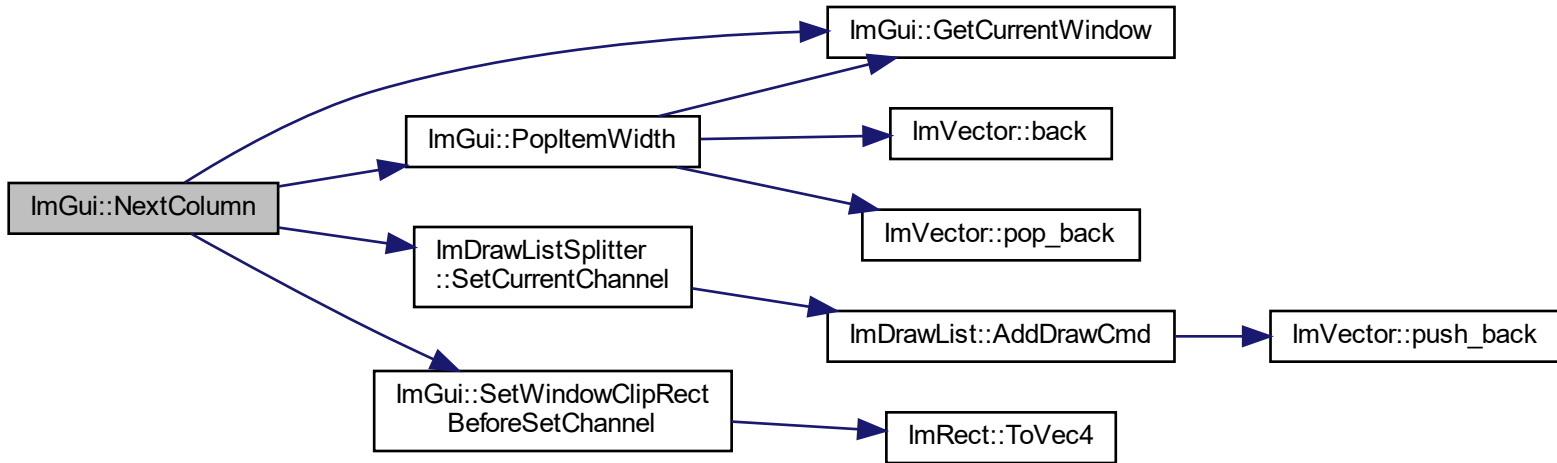 ImGui::GetCurrentWindow
ImGui::PopItemWidth
ImVector::back
ImGui::NextColumn
ImVector::pop_back
ImDrawListSplitter
::SetCurrentChannel
ImDrawList::AddDrawCmd
ImVector::push_back
ImGui::SetWindowClipRect
BeforeSetChannel
ImRect::ToVec4